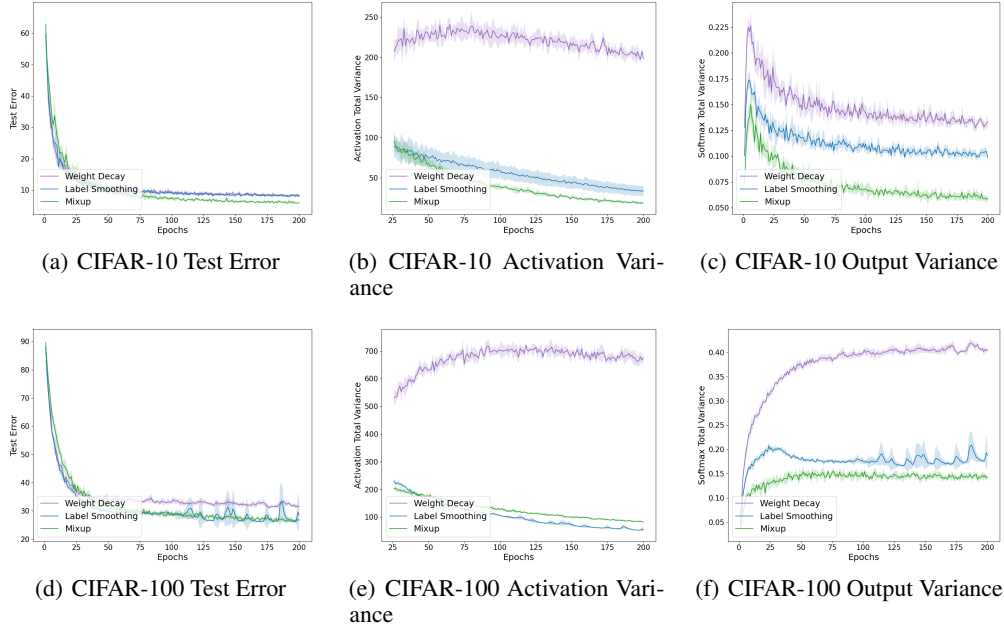 60
50
40
30
20
10
Test Error
0 25 50 75 100 125 150 175 200
Epochs
Weight Decay
Label Smoothing
Mixup
250
200
150
100
50
Activation Total Variance
25 50 75 100 125 150 175 200
Epochs
Weight Decay
Label Smoothing
Mixup
0.225
0.200
0.175
0.150
0.125
0.100
0.075
0.050
Softmax Total Variance
0 25 50 75 100 125 150 175 200
Epochs
Weight Decay
Label Smoothing
Mixup
(a) CIFAR-10 Test Error
(b) CIFAR-10 Activation Vari-
ance
(c) CIFAR-10 Output Variance
90
80
70
60
50
40
30
20
Test Error
0 25 50 75 100 125 150 175 200
Epochs
Weight Decay
Label Smoothing
Mixup
700
600
500
400
300
200
100
Activation Total Variance
25 50 75 100 125 150 175 200
Epochs
Weight Decay
Label Smoothing
Mixup
0.40
0.35
0.30
0.25
0.20
0.15
0.10
0.05
Softmax Total Variance
0 25 50 75 100 125 150 175 200
Epochs
Weight Decay
Label Smoothing
Mixup
(d) CIFAR-100 Test Error
(e) CIFAR-100 Activation Vari-
ance
(f) CIFAR-100 Output Variance